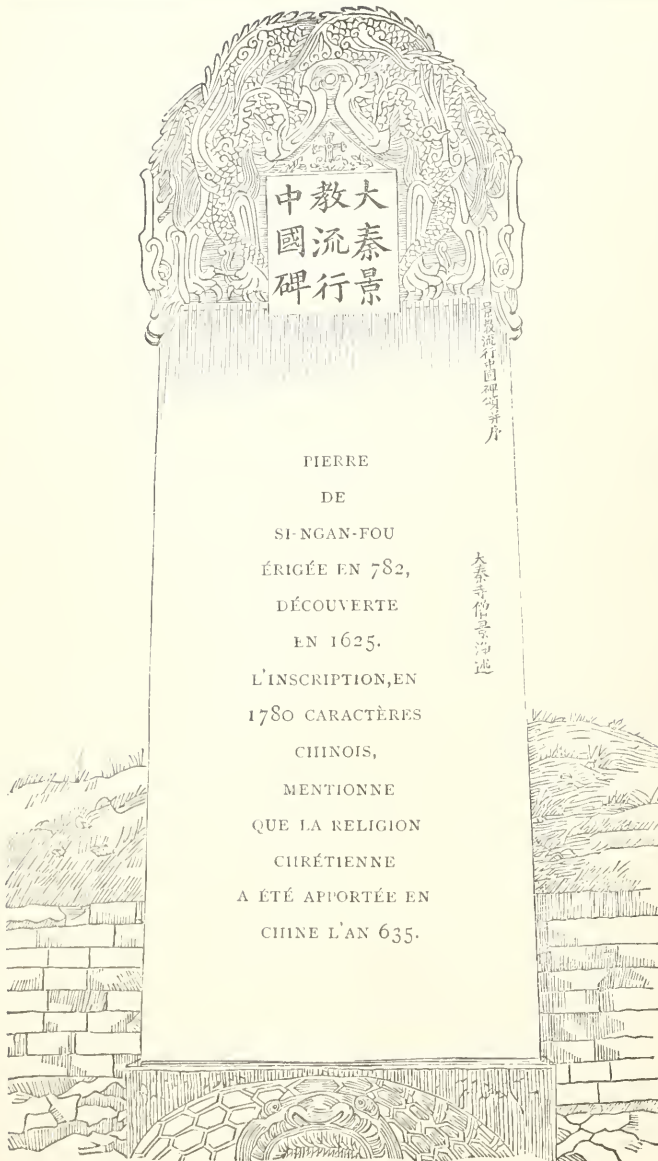 大秦景
教流行
中國碑
景教流行中國碑頌并序
大秦寺僧景淨述
PIERRE
DE
SI-NGAN-FOU
ÉRIGÉE EN 782,
DÉCOUVERTE
EN 1625.
L'INSCRIPTION, EN
1780 CARACTÈRES
CHINOIS,
MENTIONNE
QUE LA RELIGION
CHRÉTIENNE
A ÉTÉ APPORTÉE EN
CHINE L'AN 635.